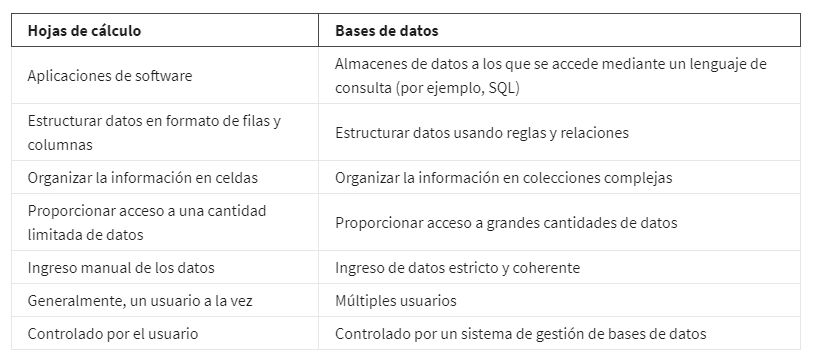 Hojas de cálculo Bases de datos
Aplicaciones de software Almacenes de datos a los que se accede mediante un lenguaje de
consulta (por ejemplo, SQL)
Estructurar datos en formato de filas y
columnas Estructurar datos usando reglas y relaciones
Organizar la información en celdas Organizar la información en colecciones complejas
Proporcionar acceso a una cantidad
limitada de datos Proporcionar acceso a grandes cantidades de datos
Ingreso manual de los datos Ingreso de datos estricto y coherente
Generalmente, un usuario a la vez Múltiples usuarios
Controlado por el usuario Controlado por un sistema de gestión de bases de datos